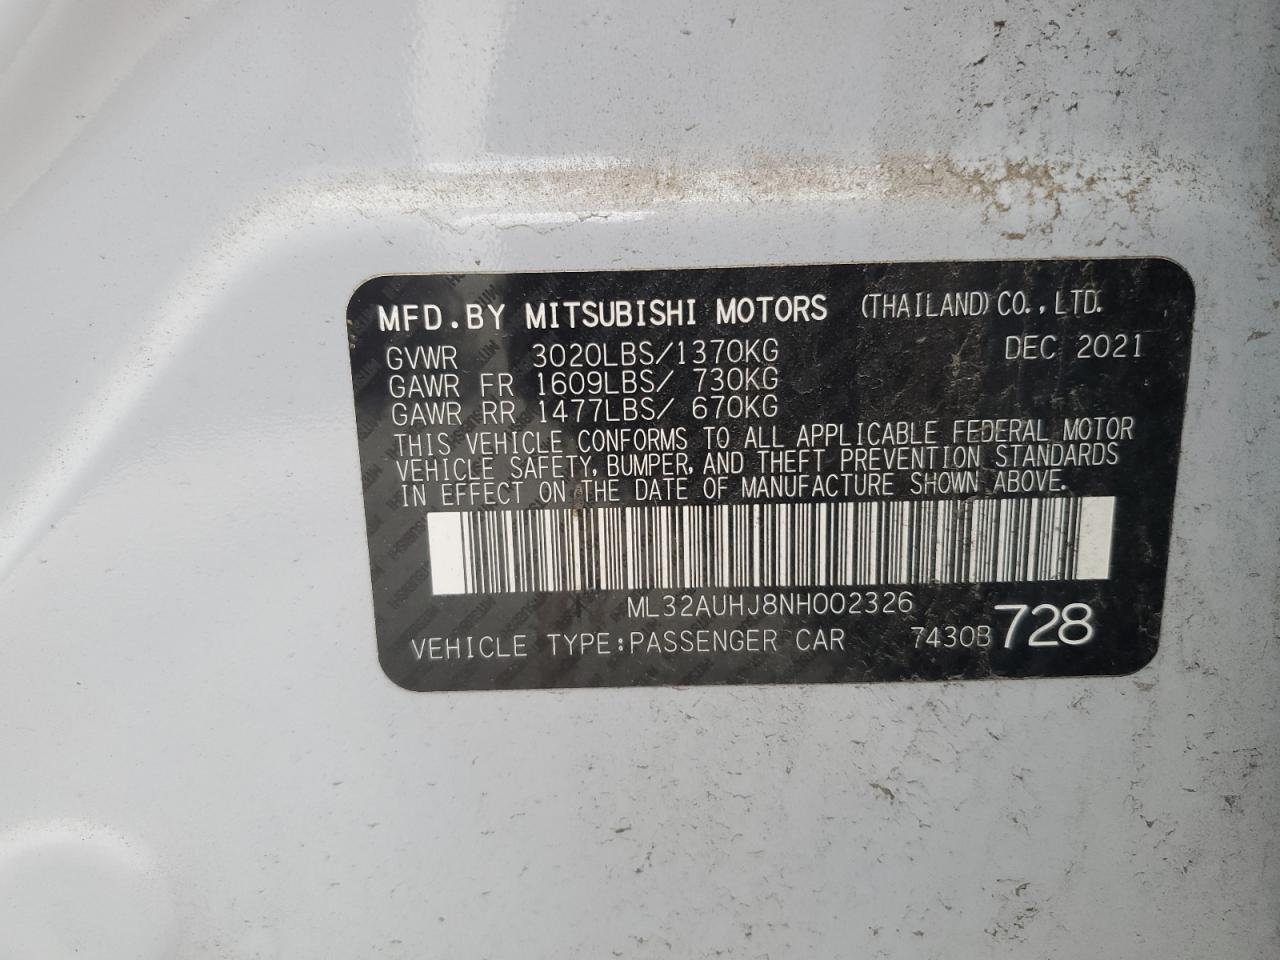 MFD.BY MITSUBISHI MOTORS (THAILAND) CO., LTD.
GVWR 3020LBS/1370KG DEC 2021
GAWR FR 1609LBS/ 730KG
GAWR RR 1477LBS/ 670KG
THIS VEHICLE CONFORMS TO ALL APPLICABLE FEDERAL MOTOR
VEHICLE SAFETY, BUMPER, AND THEFT PREVENTION STANDARDS
IN EFFECT ON THE DATE OF MANUFACTURE SHOWN ABOVE.
ML32AUHJ8NH002326
VEHICLE TYPE:PASSENGER CAR 7430B728